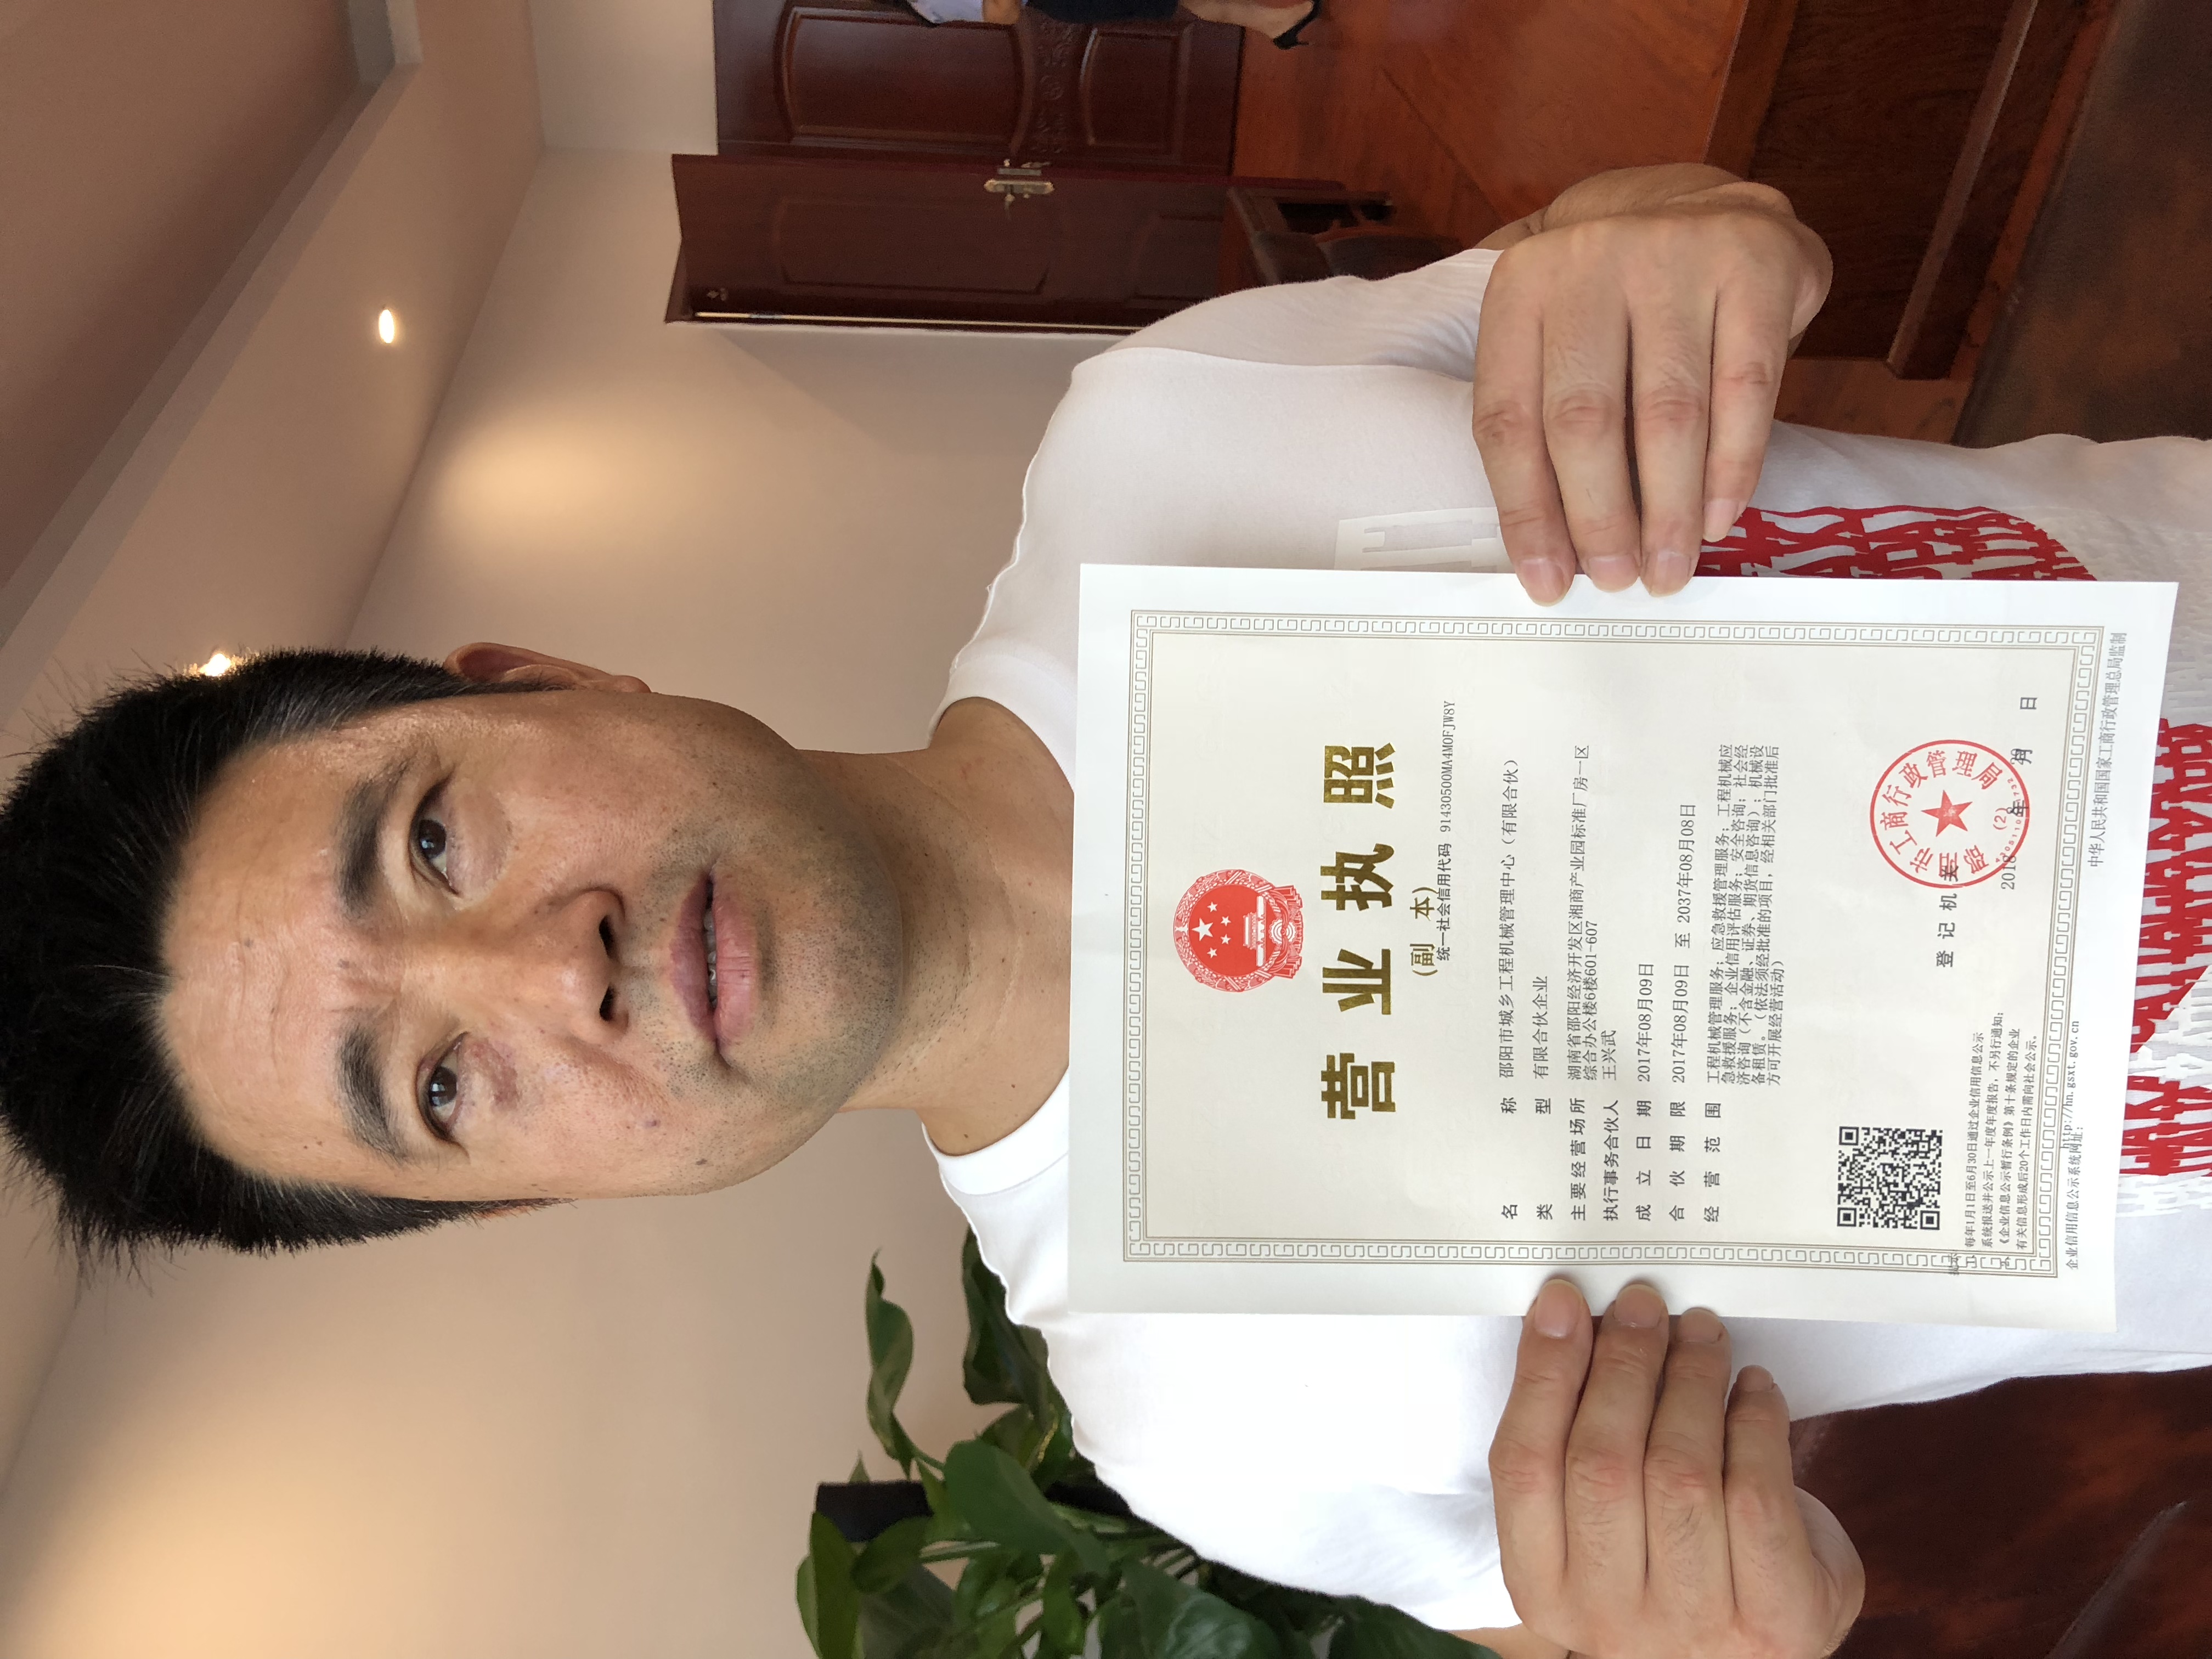 营业执照
(副 本)
统一社会信用代码 91430500MA4M0FJW8Y
名 称 邵阳市城乡工程机械管理中心（有限合伙）
类 型 有限合伙企业
主要经营场所 湖南省邵阳经济开发区湘商产业园标准厂房一区
综合办公楼6楼601-607
执行事务合伙人 王兴武
成立日期 2017年08月09日
合伙期限 2017年08月09日 至 2037年08月08日
经营范围 工程机械管理服务；应急救援管理服务；工程机械应
急救援服务；企业信用评估服务；安全咨询；社会经
济咨询（不含金融、证券、期货信息咨询）；机械设
备租赁。（依法须经批准的项目，经相关部门批准后
方可开展经营活动）
登记机关
邵阳市工商行政管理局
(2)
2018 年 月 日
提示
每年1月1日至6月30日通过企业信用信息公示
系统报送并公示上一年度年度报告，不另行通知；
《企业信息公示暂行条例》第十条规定的企业
有关信息形成后20个工作日内需向社会公示。
企业信用信息公示系统网址：
http://hn.gsxt.gov.cn
中华人民共和国国家工商行政管理总局监制